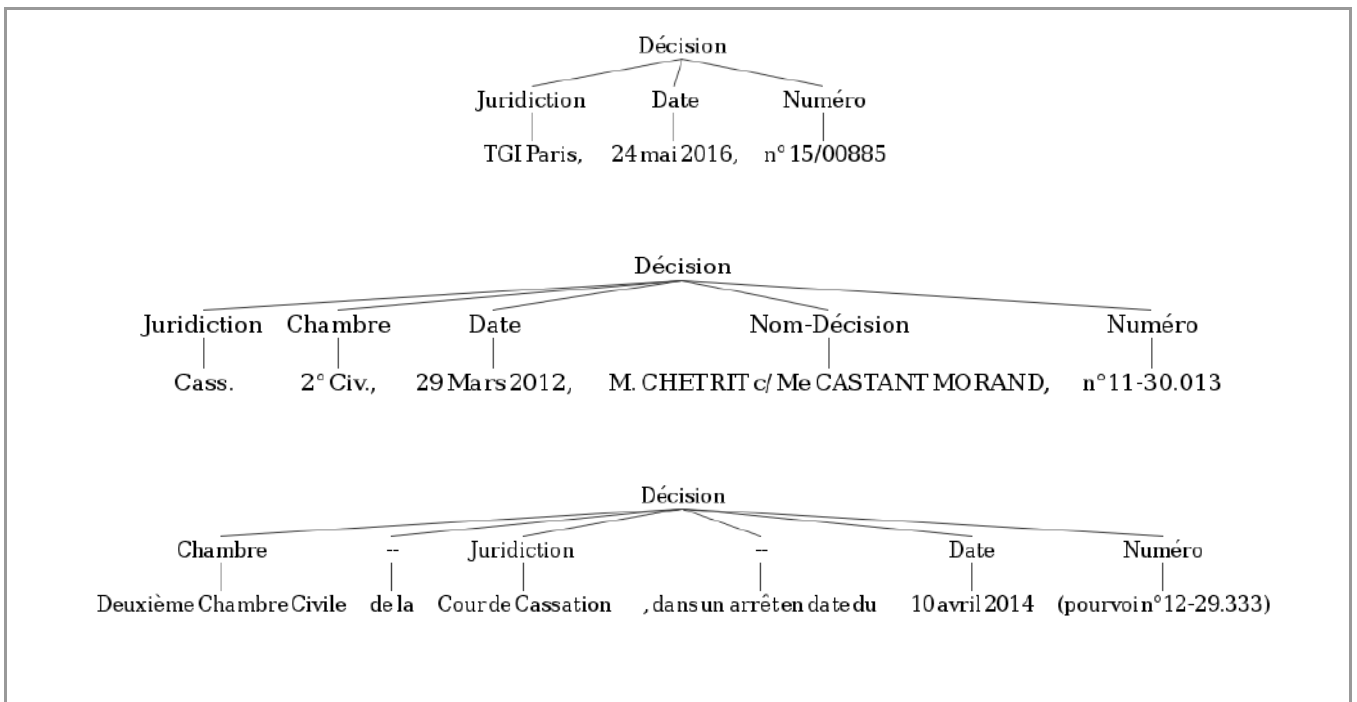 Décision
Juridiction Date Numéro
TGI Paris, 24 mai 2016, n° 15/00885
Décision
Juridiction Chambre Date Nom-Décision Numéro
Cass. 2° Civ., 29 Mars 2012, M. CHETRIT c/ Me CASTANT MORAND, n°11-30.013
Décision
Chambre -- Juridiction -- Date Numéro
Deuxième Chambre Civile de la Cour de Cassation , dans un arrêt en date du 10 avril 2014 (pourvoi n°12-29.333)